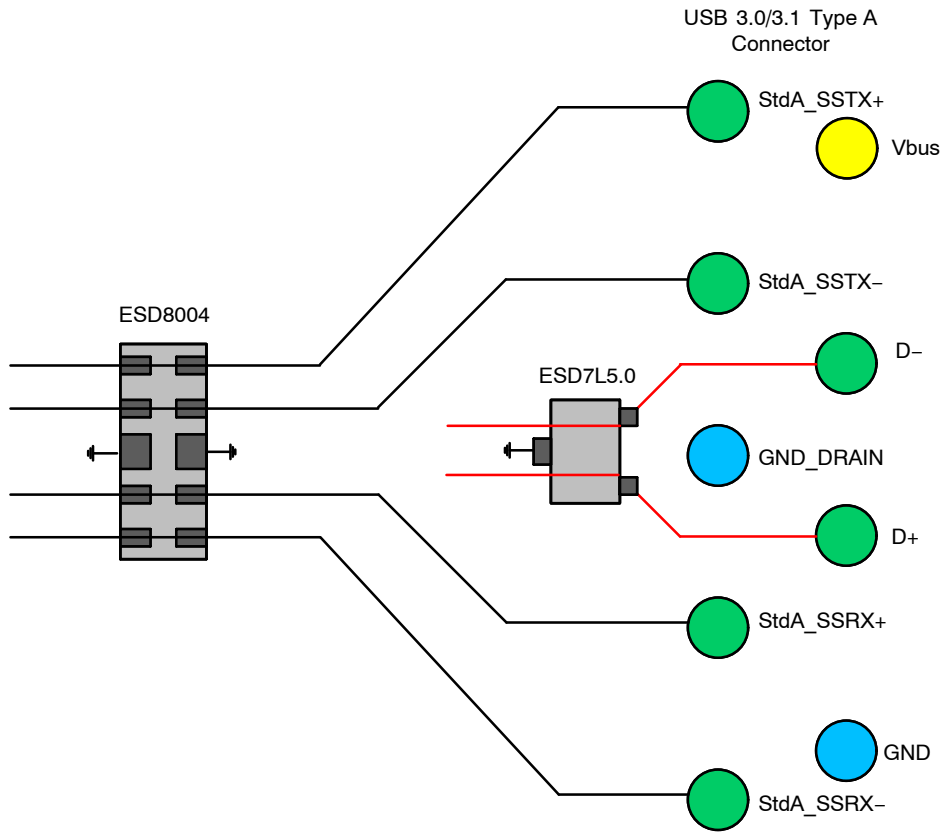 USB 3.0/3.1 Type A
Connector
StdA_SSTX+
Vbus
StdA_SSTX−
ESD8004
D−
ESD7L5.0
GND_DRAIN
D+
StdA_SSRX+
GND
StdA_SSRX−